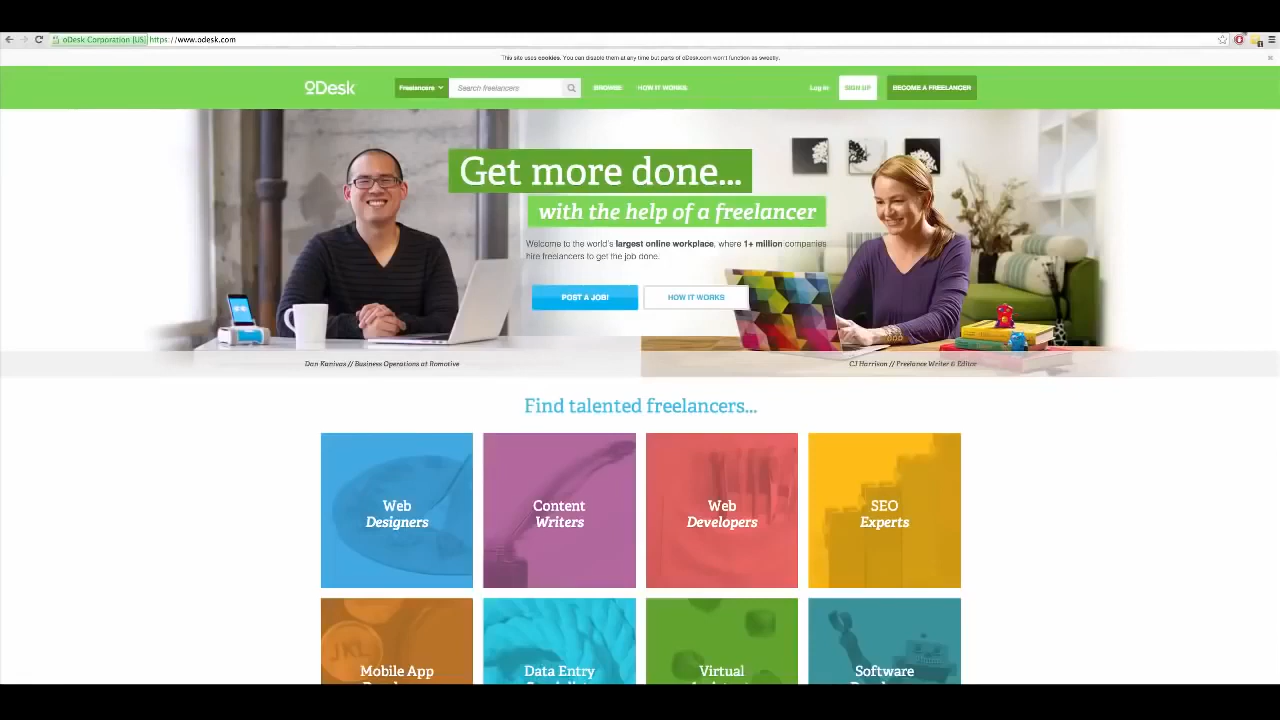 oDesk Corporation [US] https://www.odesk.com
This site uses cookies. You can disable them at any time but parts of oDesk.com won't function as sweetly.
oDesk
Freelancers
Search freelancers
BROWSE
HOW IT WORKS
Log in
SIGN UP
BECOME A FREELANCER
Get more done...
with the help of a freelancer
Welcome to the world's largest online workplace, where 1+ million companies
hire freelancers to get the job done.
POST A JOB!
HOW IT WORKS
Dan Kanivas // Business Operations at Romotive
CJ Harrison // Freelance Writer & Editor
Find talented freelancers...
Web
Designers
Content
Writers
Web
Developers
SEO
Experts
Mobile App
Data Entry
Virtual
Software